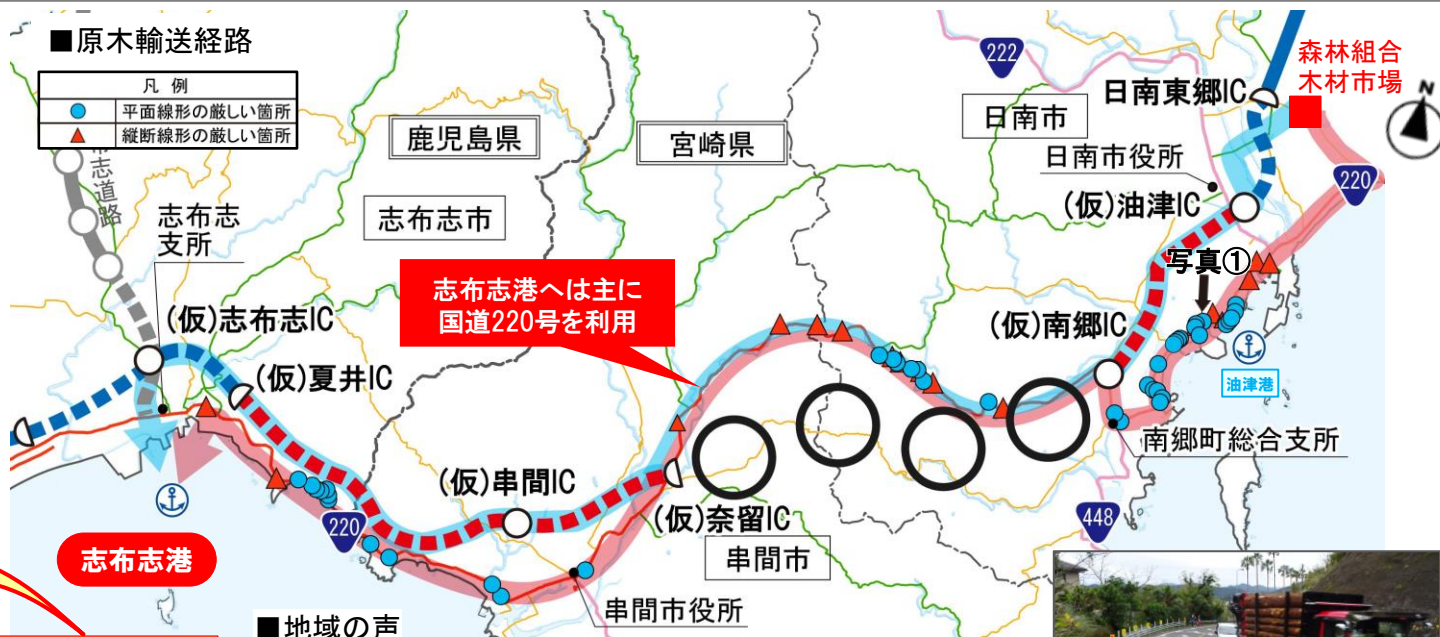 ■原木輸送経路
凡 例
平面線形の厳しい箇所
縦断線形の厳しい箇所
志布志
支所
志道路
鹿児島県
宮崎県
志布志市
日南市
222
日南東郷IC
森林組合
木材市場
N
日南市役所
220
(仮)油津IC
写真①
志布志港へは主に
国道220号を利用
(仮)志布志IC
(仮)夏井IC
(仮)南郷IC
油津港
南郷町総合支所
(仮)串間IC
(仮)奈留IC
220
448
串間市
志布志港
串間市役所
■地域の声